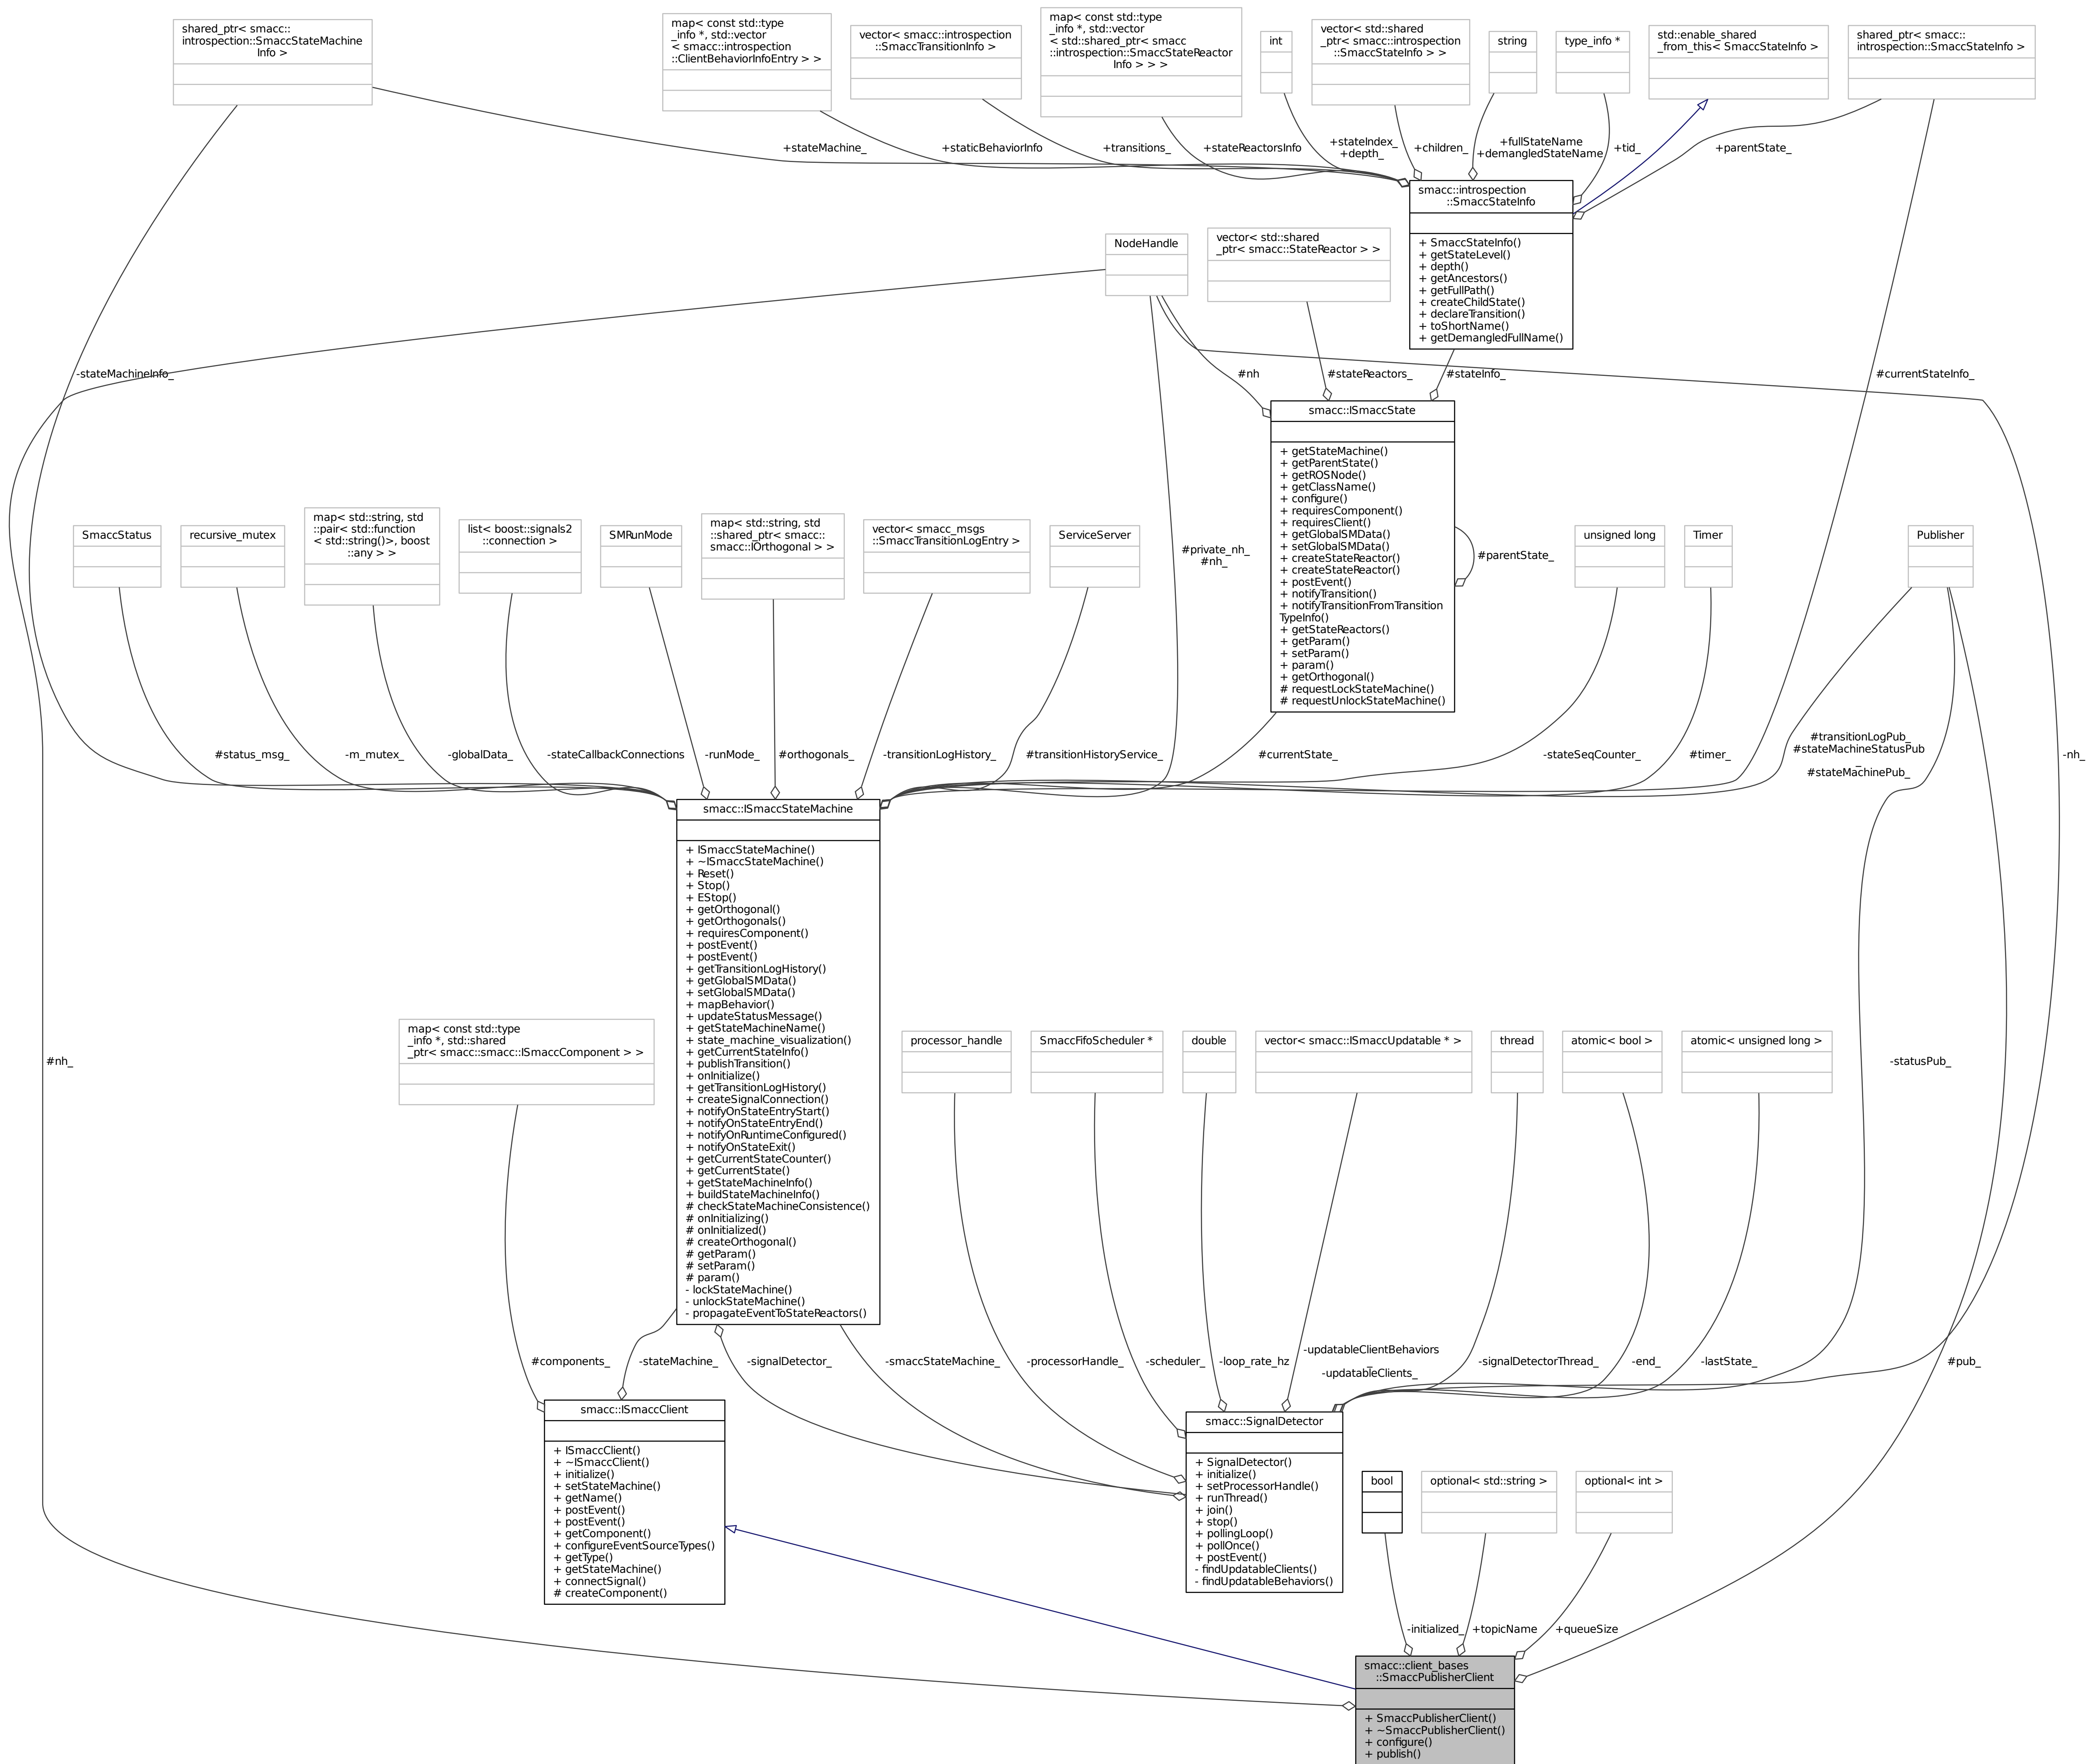 shared_ptr< smacc::
introspection::SmaccStateMachine
Info >
map< const std::type
_info *, std::vector
< smacc::introspection
::ClientBehaviorInfoEntry > >
vector< smacc::introspection
::SmaccTransitionInfo >
map< const std::type
_info *, std::vector
< std::shared_ptr< smacc
::introspection::SmaccStateReactor
Info > > >
int
vector< std::shared
_ptr< smacc::introspection
::SmaccStateInfo > >
string
type_info *
std::enable_shared
_from_this< SmaccStateInfo >
shared_ptr< smacc::
introspection::SmaccStateInfo >
+stateMachine_
+staticBehaviorInfo
+transitions_
+stateReactorsInfo
+stateIndex_
+depth_
+children_
+fullStateName
+demangledStateName
+tid_
+parentState_
smacc::introspection
::SmaccStateInfo
+ SmaccStateInfo()
+ getStateLevel()
+ depth()
+ getAncestors()
+ getFullPath()
+ createChildState()
+ declareTransition()
+ toShortName()
+ getDemangledFullName()
NodeHandle
vector< std::shared
_ptr< smacc::StateReactor > >
-stateMachineInfo_
#nh
#stateReactors_
#stateInfo_
#currentStateInfo_
smacc::ISmaccState
+ getStateMachine()
+ getParentState()
+ getROSNode()
+ getClassName()
+ configure()
+ requiresComponent()
+ requiresClient()
+ getGlobalSMData()
+ setGlobalSMData()
+ createStateReactor()
+ createStateReactor()
+ postEvent()
+ notifyTransition()
+ notifyTransitionFromTransition
TypeInfo()
+ getStateReactors()
+ getParam()
+ setParam()
+ param()
+ getOrthogonal()
# requestLockStateMachine()
# requestUnlockStateMachine()
#parentState_
SmaccStatus
recursive_mutex
map< std::string, std
::pair< std::function
< std::string()>, boost
::any > >
list< boost::signals2
::connection >
SMRunMode
map< std::string, std
::shared_ptr< smacc::
smacc::IOrthogonal > >
vector< smacc_msgs
::SmaccTransitionLogEntry >
ServiceServer
#private_nh_
#nh_
unsigned long
Timer
Publisher
#status_msg_
-m_mutex_
-globalData_
-stateCallbackConnections
-runMode_
#orthogonals_
-transitionLogHistory_
#transitionHistoryService_
#currentState_
-stateSeqCounter_
#timer_
#transitionLogPub_
#stateMachineStatusPub
_
#stateMachinePub_
-nh_
smacc::ISmaccStateMachine
+ ISmaccStateMachine()
+ ~ISmaccStateMachine()
+ Reset()
+ Stop()
+ EStop()
+ getOrthogonal()
+ getOrthogonals()
+ requiresComponent()
+ postEvent()
+ postEvent()
+ getTransitionLogHistory()
+ getGlobalSMData()
+ setGlobalSMData()
+ mapBehavior()
+ updateStatusMessage()
+ getStateMachineName()
+ state_machine_visualization()
+ getCurrentStateInfo()
+ publishTransition()
+ onInitialize()
+ getTransitionLogHistory()
+ createSignalConnection()
+ notifyOnStateEntryStart()
+ notifyOnStateEntryEnd()
+ notifyOnRuntimeConfigured()
+ notifyOnStateExit()
+ getCurrentStateCounter()
+ getCurrentState()
+ getStateMachineInfo()
+ buildStateMachineInfo()
# checkStateMachineConsistence()
# onInitializing()
# onInitialized()
# createOrthogonal()
# getParam()
# setParam()
# param()
- lockStateMachine()
- unlockStateMachine()
- propagateEventToStateReactors()
#nh_
map< const std::type
_info *, std::shared
_ptr< smacc::smacc::ISmaccComponent > >
processor_handle
SmaccFifoScheduler *
double
vector< smacc::ISmaccUpdatable * >
thread
atomic< bool >
atomic< unsigned long >
-statusPub_
#components_
-stateMachine_
-signalDetector_
-smaccStateMachine_
-processorHandle_
-scheduler_
-loop_rate_hz
-updatableClientBehaviors
_
-updatableClients_
-signalDetectorThread_
-end_
-lastState_
#pub_
smacc::ISmaccClient
+ ISmaccClient()
+ ~ISmaccClient()
+ initialize()
+ setStateMachine()
+ getName()
+ postEvent()
+ postEvent()
+ getComponent()
+ configureEventSourceTypes()
+ getType()
+ getStateMachine()
+ connectSignal()
# createComponent()
smacc::SignalDetector
+ SignalDetector()
+ initialize()
+ setProcessorHandle()
+ runThread()
+ join()
+ stop()
+ pollingLoop()
+ pollOnce()
+ postEvent()
- findUpdatableClients()
- findUpdatableBehaviors()
bool
optional< std::string >
optional< int >
-initialized_
+topicName
+queueSize
smacc::client_bases
::SmaccPublisherClient
+ SmaccPublisherClient()
+ ~SmaccPublisherClient()
+ configure()
+ publish()